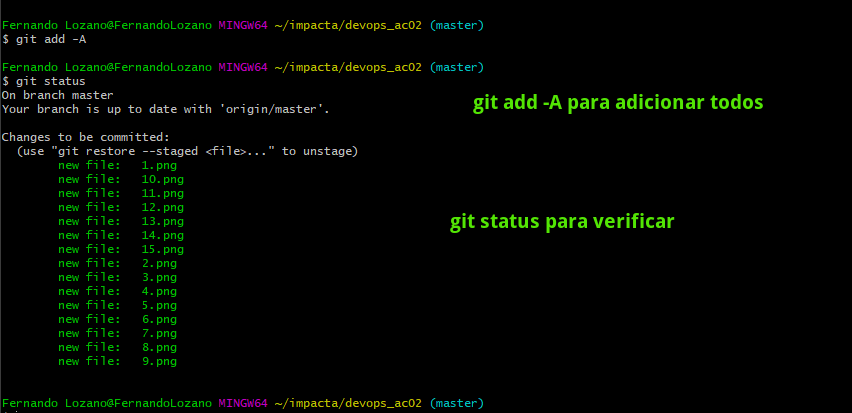 Fernando Lozano@FernandoLozano MINGW64 ~/impacta/devops_ac02 (master)
$ git add -A
Fernando Lozano@FernandoLozano MINGW64 ~/impacta/devops_ac02 (master)
$ git status
On branch master
Your branch is up to date with 'origin/master'.
git add -A para adicionar todos
Changes to be committed:
(use "git restore --staged <file>..." to unstage)
new file: 1.png
new file: 10.png
new file: 11.png
new file: 12.png
new file: 13.png
new file: 14.png
new file: 15.png
new file: 2.png
new file: 3.png
new file: 4.png
new file: 5.png
new file: 6.png
new file: 7.png
new file: 8.png
new file: 9.png
git status para verificar
Fernando Lozano@FernandoLozano MINGW64 ~/impacta/devops_ac02 (master)